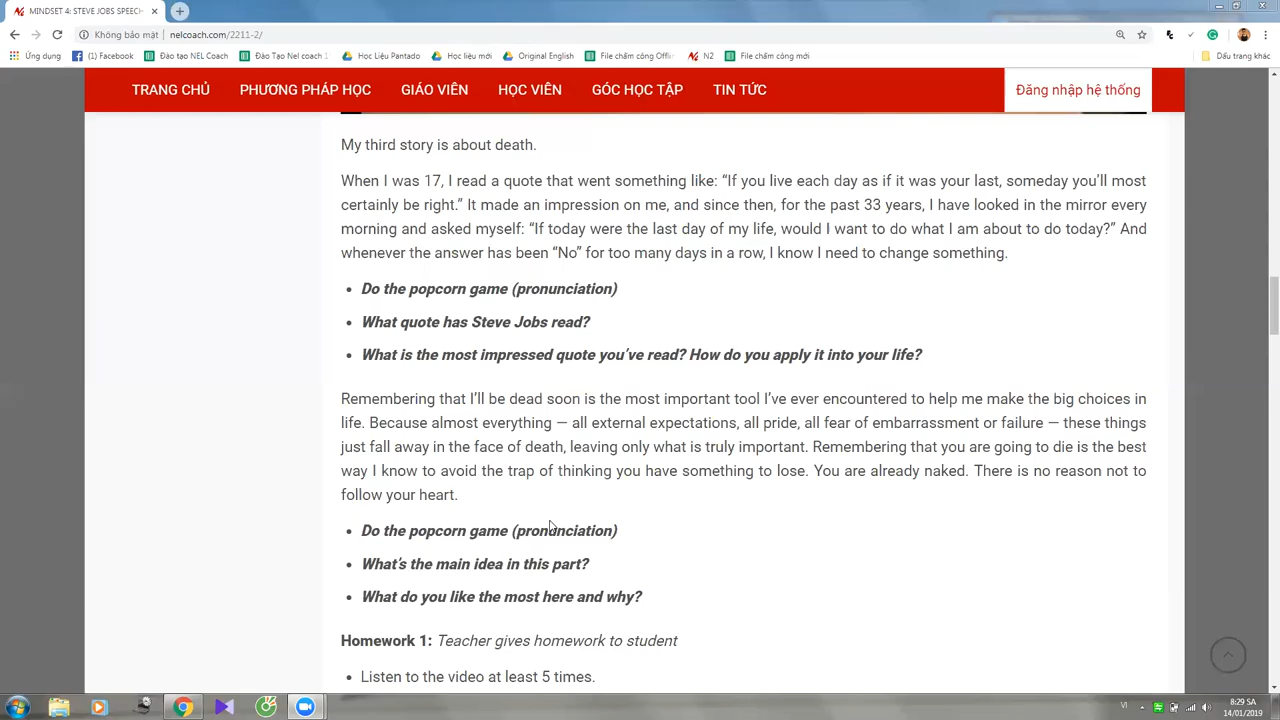 MINDSET 4: STEVE JOBS SPEECH
Không bảo mật | nelcoach.com/2211-2/
Ứng dụng (1) Facebook Đào tạo Nel coach Đào Tạo Nel coach 1 Học Liệu Pantado Học liệu mới Original English File chấm công Offli N2 File chấm công mới Dấu trang khác
TRANG CHỦ PHƯƠNG PHÁP HỌC GIÁO VIÊN HỌC VIÊN GÓC HỌC TẬP TIN TỨC Đăng nhập hệ thống
My third story is about death.
When I was 17, I read a quote that went something like: “If you live each day as if it was your last, someday you’ll most
certainly be right.” It made an impression on me, and since then, for the past 33 years, I have looked in the mirror every
morning and asked myself: “If today were the last day of my life, would I want to do what I am about to do today?” And
whenever the answer has been “No” for too many days in a row, I know I need to change something.
• Do the popcorn game (pronunciation)
• What quote has Steve Jobs read?
• What is the most impressed quote you’ve read? How do you apply it into your life?
Remembering that I’ll be dead soon is the most important tool I’ve ever encountered to help me make the big choices in
life. Because almost everything — all external expectations, all pride, all fear of embarrassment or failure — these things
just fall away in the face of death, leaving only what is truly important. Remembering that you are going to die is the best
way I know to avoid the trap of thinking you have something to lose. You are already naked. There is no reason not to
follow your heart.
• Do the popcorn game (pronunciation)
• What’s the main idea in this part?
• What do you like the most here and why?
Homework 1: Teacher gives homework to student
• Listen to the video at least 5 times.
VI 8:29 SA
14/01/2019